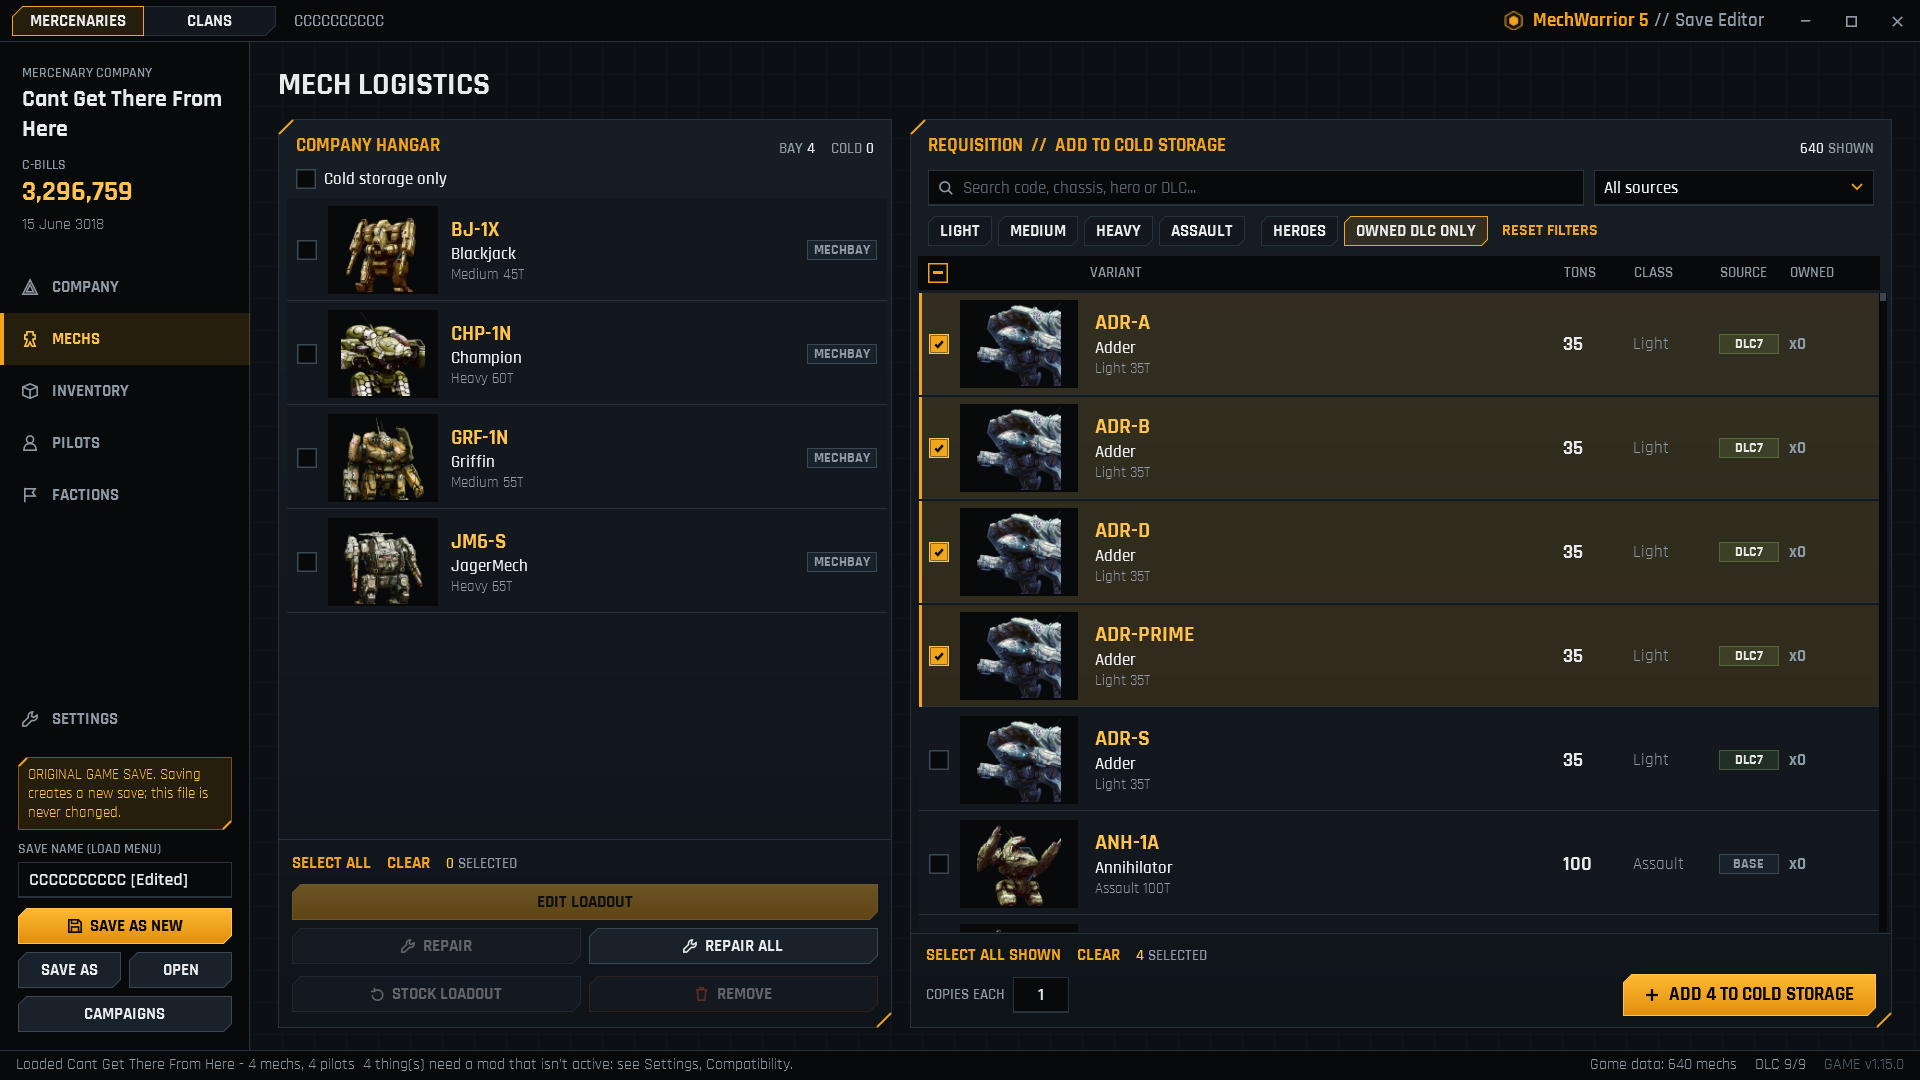 MERCENARIES
CLANS
CCCCCCCCCC
MechWarrior 5 // Save Editor
MERCENARY COMPANY
Cant Get There From
Here
C-BILLS
3,296,759
15 June 3018
COMPANY
MECHS
INVENTORY
PILOTS
FACTIONS
SETTINGS
ORIGINAL GAME SAVE. Saving
creates a new save; this file is
never changed.
SAVE NAME (LOAD MENU)
CCCCCCCCCC [Edited]
SAVE AS NEW
SAVE AS
OPEN
CAMPAIGNS
MECH LOGISTICS
COMPANY HANGAR
BAY 4 COLD 0
Cold storage only
BJ-1X
Blackjack
Medium 45T
MECHBAY
CHP-1N
Champion
Heavy 60T
MECHBAY
GRF-1N
Griffin
Medium 55T
MECHBAY
JM6-S
JagerMech
Heavy 65T
MECHBAY
SELECT ALL CLEAR 0 SELECTED
EDIT LOADOUT
REPAIR
REPAIR ALL
STOCK LOADOUT
REMOVE
REQUISITION // ADD TO COLD STORAGE
640 SHOWN
Search code, chassis, hero or DLC...
All sources
LIGHT MEDIUM HEAVY ASSAULT HEROES OWNED DLC ONLY RESET FILTERS
VARIANT TONS CLASS SOURCE OWNED
ADR-A
Adder
Light 35T
35 Light DLC7 x0
ADR-B
Adder
Light 35T
35 Light DLC7 x0
ADR-D
Adder
Light 35T
35 Light DLC7 x0
ADR-PRIME
Adder
Light 35T
35 Light DLC7 x0
ADR-S
Adder
Light 35T
35 Light DLC7 x0
ANH-1A
Annihilator
Assault 100T
100 Assault BASE x0
SELECT ALL SHOWN CLEAR 4 SELECTED
COPIES EACH 1
+ ADD 4 TO COLD STORAGE
Loaded Cant Get There From Here - 4 mechs, 4 pilots 4 thing(s) need a mod that isn't active: see Settings, Compatibility.
Game data: 640 mechs DLC 9/9 GAME v1.15.0